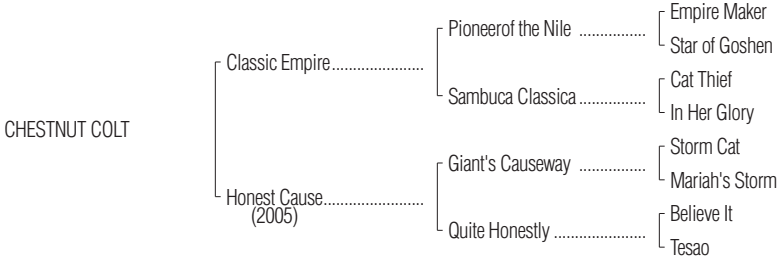 Empire Maker
Pioneerof the Nile ................
Star of Goshen
Classic Empire......................
Cat Thief
Sambuca Classica ................
In Her Glory
CHESTNUT COLT
Storm Cat
Giant's Causeway ................
Mariah's Storm
Honest Cause........................
(2005)
Believe It
Quite Honestly ......................
Tesao